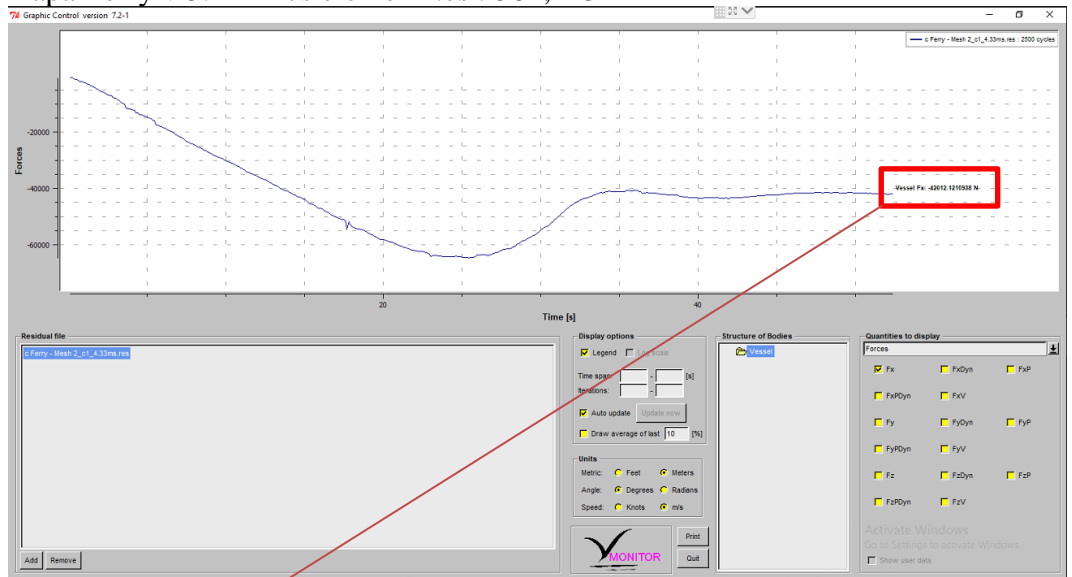 Graphic Control version 7.2-1
c Ferry - Mesh 2_c1_4.33ms.res : 2500 cycles
Forces
-20000
-40000
-60000
Vessel Fx: -42012.1210938 N
20
40
Time [s]
Residual file
c Ferry - Mesh 2_c1_4.33ms.res
Add
Remove
Display options
Legend
Log scale
Time span: - [s]
Iterations: -
Auto update
Update now
Draw average of last 10 [%]
Units
Metric: Feet Meters
Angle: Degrees Radians
Speed: Knots m/s
MONITOR
Print
Quit
Structure of Bodies
Vessel
Quantities to display
Forces
Fx FxDyn FxP
FxPDyn FxV
Fy FyDyn FyP
FyPDyn FyV
Fz FzDyn FzP
FzPDyn FzV
Activate Windows
Go to Settings to activate Windows.
Show user data